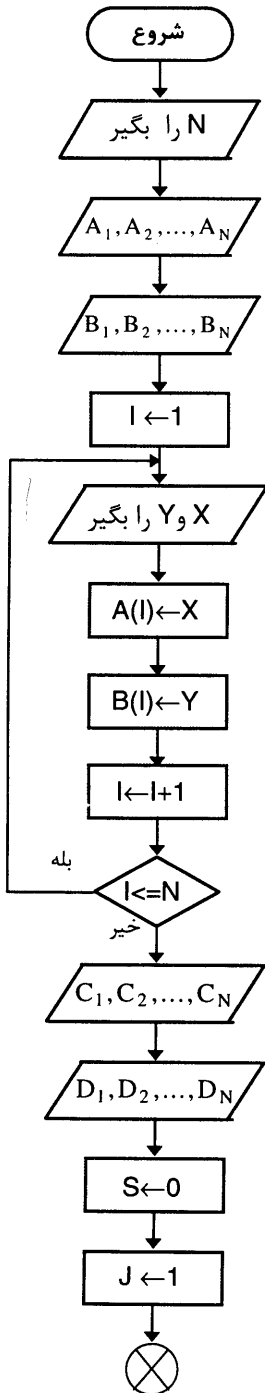 شروع
N را بگیر
A₁, A₂, ..., A_N
B₁, B₂, ..., B_N
I ← 1
X و Y را بگیر
A(I)←X
B(I)←Y
I←I+1
بله
I<=N
خیر
C₁, C₂, ..., C_N
D₁, D₂, ..., D_N
S←0
J ← 1